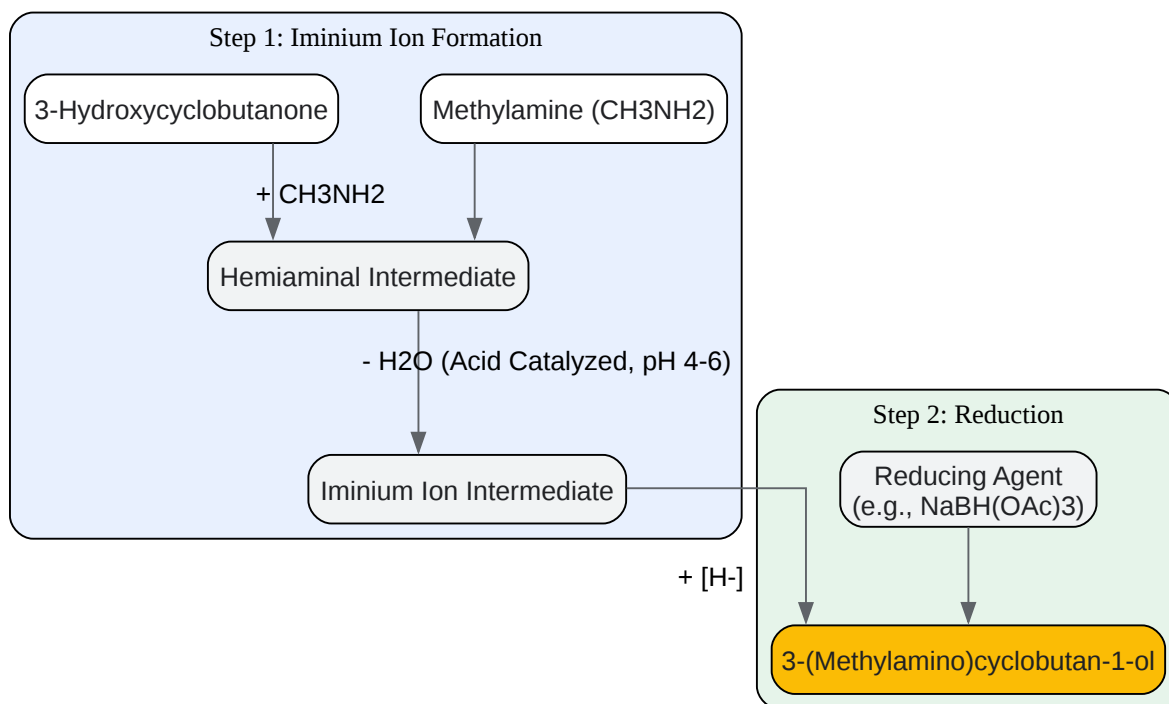 Step 1: Iminium Ion Formation
3-Hydroxycyclobutanone
Methylamine (CH3NH2)
+ CH3NH2
Hemiaminal Intermediate
- H2O (Acid Catalyzed, pH 4-6)
Iminium Ion Intermediate
Step 2: Reduction
Reducing Agent
(e.g., NaBH(OAc)3)
+ [H-]
3-(Methylamino)cyclobutan-1-ol